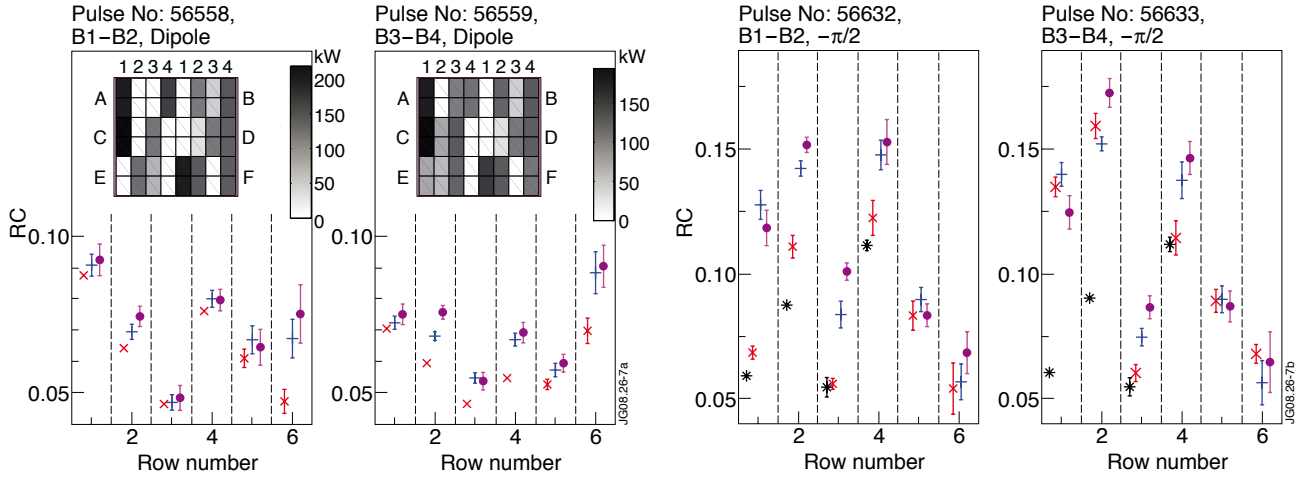 Pulse No: 56558,
B1−B2, Dipole
Pulse No: 56559,
B3−B4, Dipole
Pulse No: 56632,
B1−B2, −π/2
Pulse No: 56633,
B3−B4, −π/2
1 2 3 4 1 2 3 4
kW
A
B
C
D
E
F
200
150
100
50
0
1 2 3 4 1 2 3 4
kW
A
B
C
D
E
F
150
100
50
0
RC
0.10
0.05
2 4 6
Row number
0.10
0.05
2 4 6
Row number
JG08.26-7a
RC
0.15
0.10
0.05
2 4 6
Row number
0.15
0.10
0.05
2 4 6
Row number
JG08.26-7b